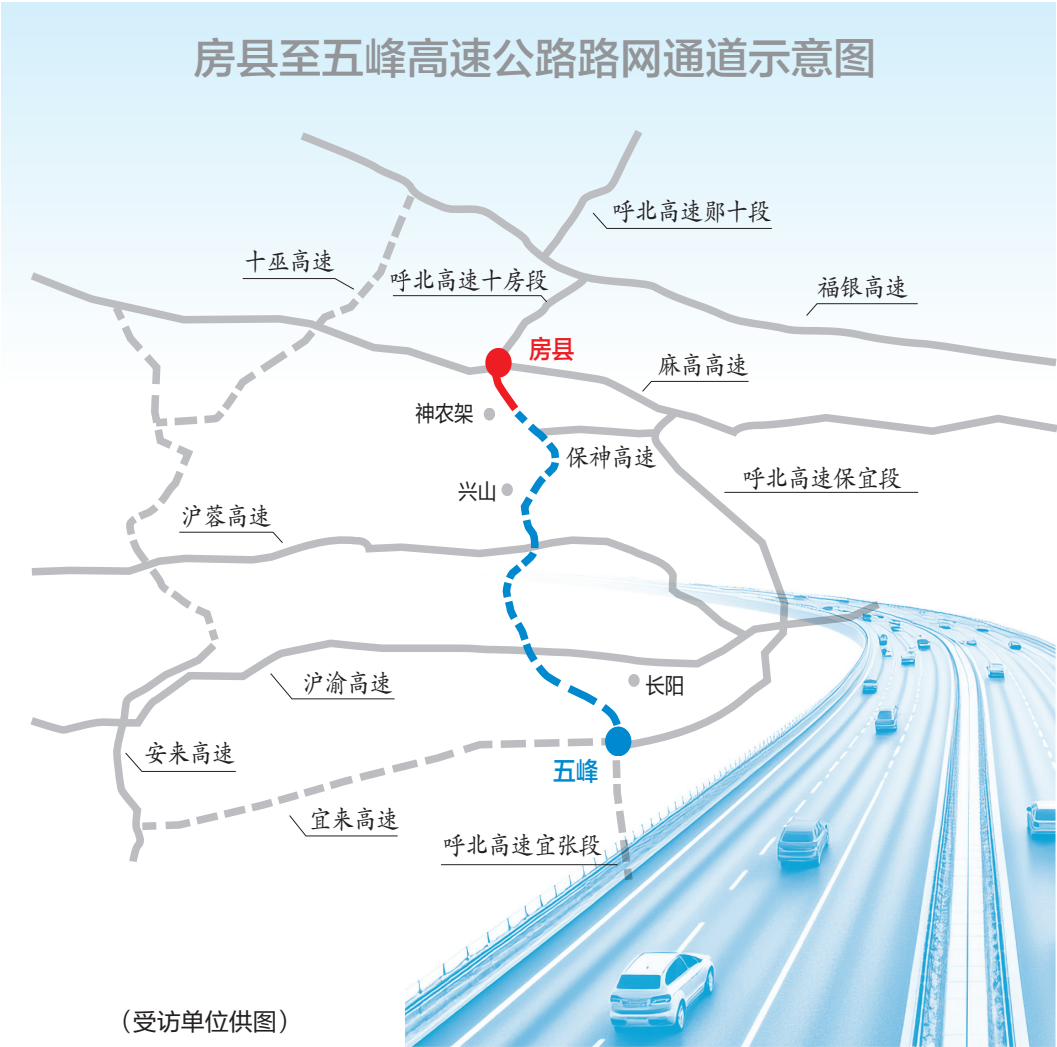 房县至五峰高速公路路网通道示意图
呼北高速郧十段
十巫高速
呼北高速十房段
福银高速
房县
麻高高速
神农架
保神高速
呼北高速保宜段
兴山
沪蓉高速
沪渝高速
长阳
安来高速
五峰
宜来高速
呼北高速宜张段
（受访单位供图）